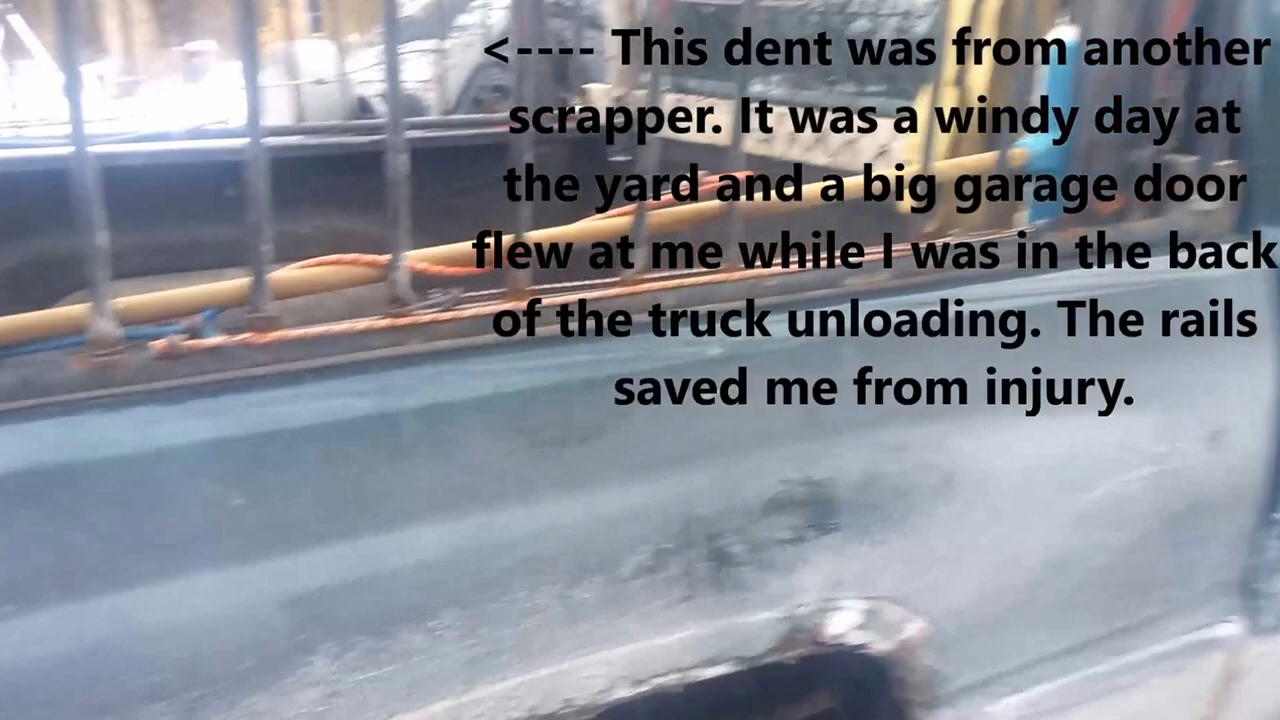 <---- This dent was from another
scrapper. It was a windy day at
the yard and a big garage door
flew at me while I was in the back
of the truck unloading. The rails
saved me from injury.